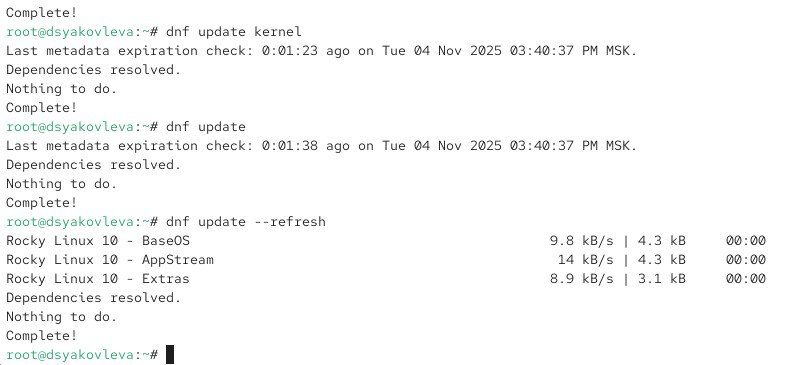 Complete!
root@dsyakovleva:~# dnf update kernel
Last metadata expiration check: 0:01:23 ago on Tue 04 Nov 2025 03:40:37 PM MSK.
Dependencies resolved.
Nothing to do.
Complete!
root@dsyakovleva:~# dnf update
Last metadata expiration check: 0:01:38 ago on Tue 04 Nov 2025 03:40:37 PM MSK.
Dependencies resolved.
Nothing to do.
Complete!
root@dsyakovleva:~# dnf update --refresh
Rocky Linux 10 - BaseOS 9.8 kB/s | 4.3 kB 00:00
Rocky Linux 10 - AppStream 14 kB/s | 4.3 kB 00:00
Rocky Linux 10 - Extras 8.9 kB/s | 3.1 kB 00:00
Dependencies resolved.
Nothing to do.
Complete!
root@dsyakovleva:~#